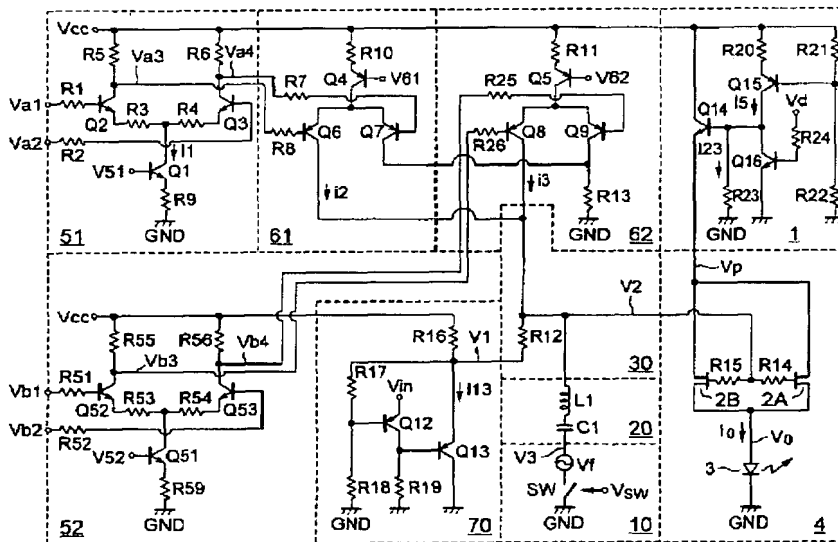 Vcc
R5
R6
Va3
Va4
R10
Q4
V61
R7
R11
Q5
V62
R25
R20
R21
Q15
I5
Q14
Vd
R24
Va1
R1
Q2
R3
R4
Q3
Va2
R2
I1
V51
Q1
R9
GND
51
Q6
Q7
R8
i2
61
Q8
Q9
R26
i3
R13
GND
62
I23
Q16
R23
GND
R22
1
Vcc
R55
R56
Vb3
Vb4
Vb1
R51
Q52
R53
R54
Q53
Vb2
R52
V52
Q51
R59
GND
52
R16
V1
R17
Vin
I13
Q12
Q13
R18
R19
GND
70
R12
V2
30
L1
C1
20
V3
Vf
SW
VSW
GND
10
Vp
R15
R14
2B
2A
i0
V0
3
GND
4